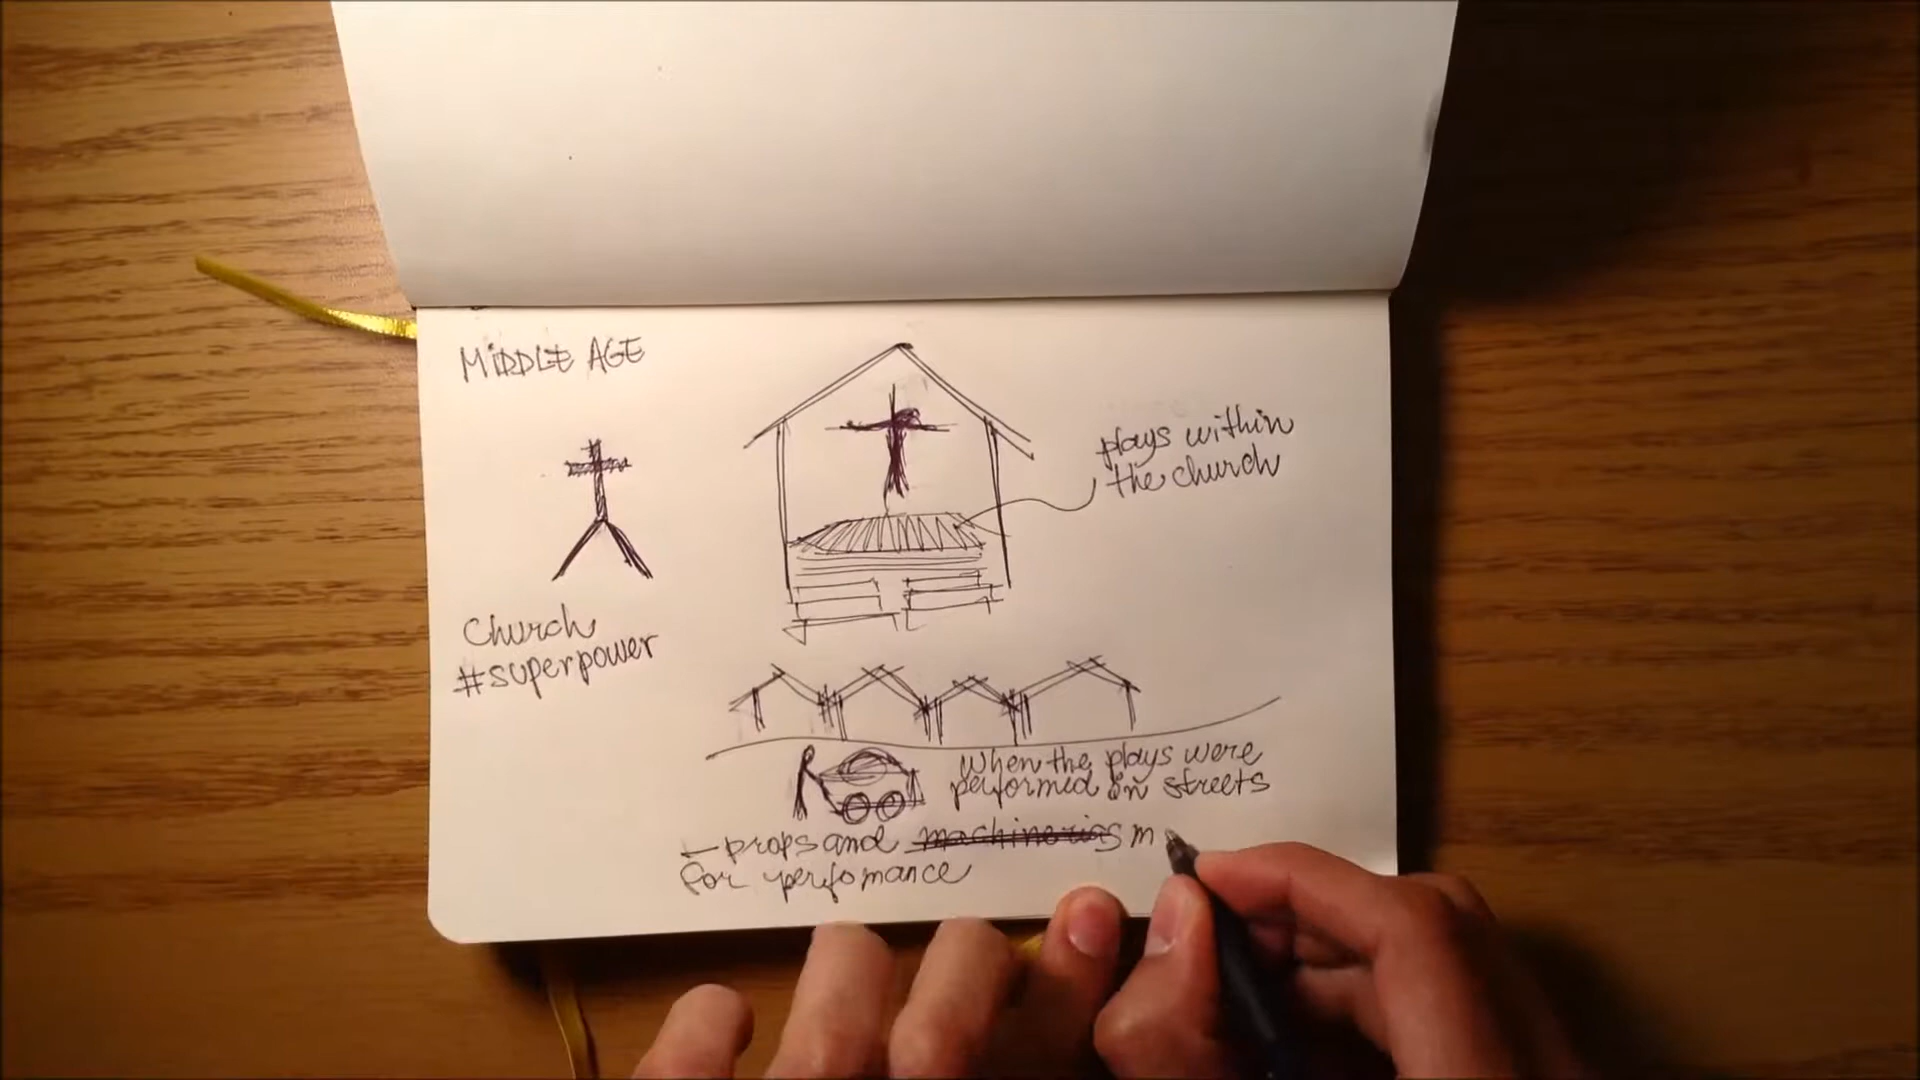 MIDDLE AGE
Church
#superpower
plays within
the church
When the plays were
performed in streets
props and machineries m
for perfomance